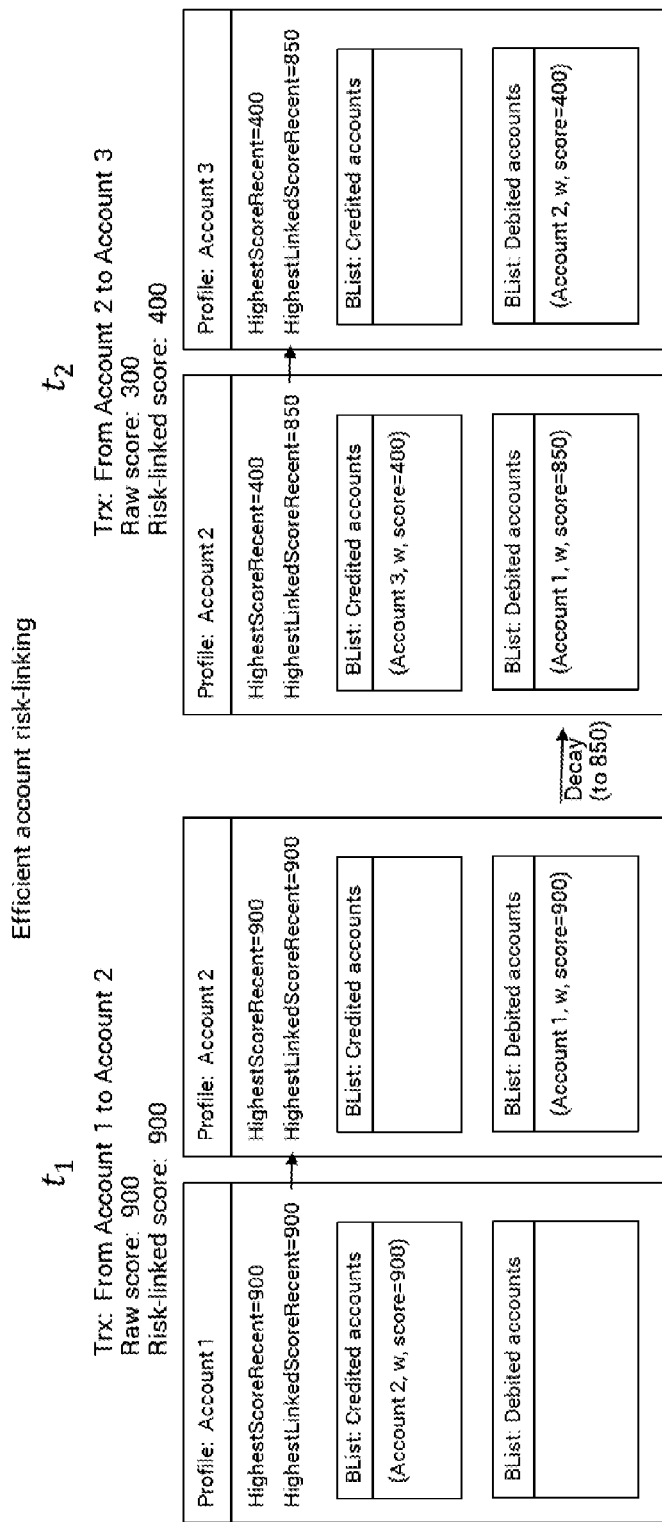 Efficient account risk-linking
t1
Trx: From Account 1 to Account 2
Raw score: 900
Risk-linked score: 900
Profile: Account 1
HighestScoreRecent=900
HighestLinkedScoreRecent=900
BList: Credited accounts
(Account 2, w, score=900)
BList: Debited accounts
Profile: Account 2
HighestScoreRecent=900
HighestLinkedScoreRecent=900
BList: Credited accounts
BList: Debited accounts
(Account 1, w, score=900)
Decay
(to 850)
t2
Trx: From Account 2 to Account 3
Raw score: 300
Risk-linked score: 400
Profile: Account 2
HighestScoreRecent=400
HighestLinkedScoreRecent=850
BList: Credited accounts
(Account 3, w, score=400)
BList: Debited accounts
(Account 1, w, score=850)
Profile: Account 3
HighestScoreRecent=400
HighestLinkedScoreRecent=850
BList: Credited accounts
BList: Debited accounts
(Account 2, w, score=400)